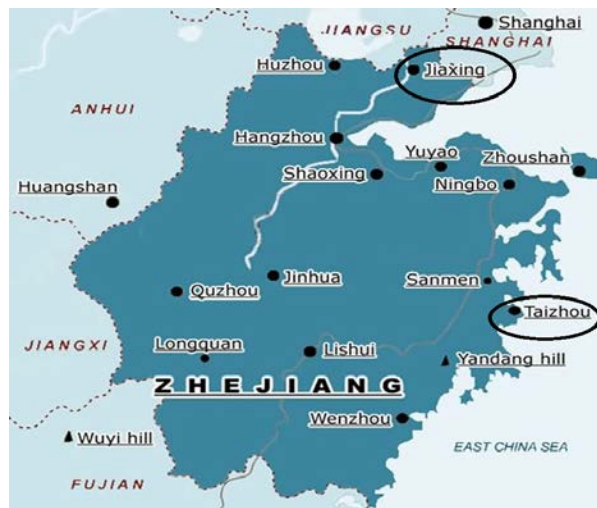 Shanghai
JIANGSU
SHANGHAI
Huzhou
Jiaxing
ANHUI
Hangzhou
Yuyao
Zhoushan
Shaoxing
Huangshan
Ningbo
Jinhua
Sanmen
Quzhou
Taizhou
JIANGXI
Longquan
Lishui
Yandang hill
ZHEJIANG
Wenzhou
Wuyi hill
EAST CHINA SEA
FUJIAN